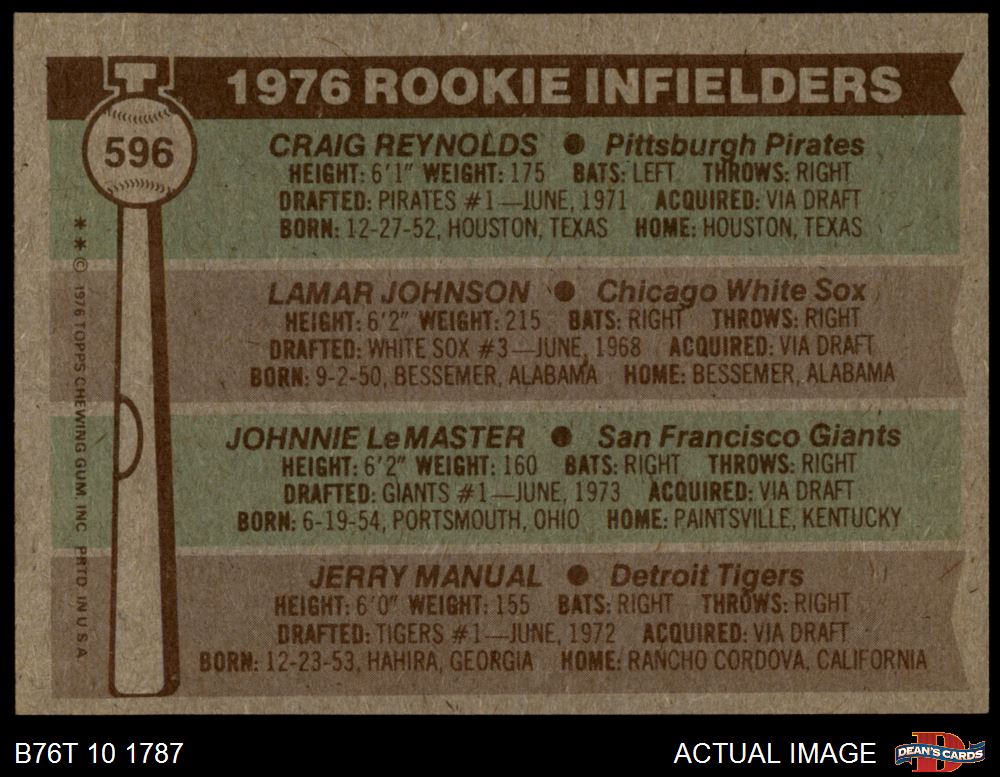 T
1976 ROOKIE INFIELDERS
596
CRAIG REYNOLDS ● Pittsburgh Pirates
HEIGHT: 6'1" WEIGHT: 175 BATS: LEFT THROWS: RIGHT
DRAFTED: PIRATES #1—JUNE, 1971 ACQUIRED: VIA DRAFT
BORN: 12-27-52, HOUSTON, TEXAS HOME: HOUSTON, TEXAS
LAMAR JOHNSON ● Chicago White Sox
HEIGHT: 6'2" WEIGHT: 215 BATS: RIGHT THROWS: RIGHT
DRAFTED: WHITE SOX #3—JUNE, 1968 ACQUIRED: VIA DRAFT
BORN: 9-2-50, BESSEMER, ALABAMA HOME: BESSEMER, ALABAMA
JOHNNIE LeMASTER ● San Francisco Giants
HEIGHT: 6'2" WEIGHT: 160 BATS: RIGHT THROWS: RIGHT
DRAFTED: GIANTS #1—JUNE, 1973 ACQUIRED: VIA DRAFT
BORN: 6-19-54, PORTSMOUTH, OHIO HOME: PAINTSVILLE, KENTUCKY
JERRY MANUAL ● Detroit Tigers
HEIGHT: 6'0" WEIGHT: 155 BATS: RIGHT THROWS: RIGHT
DRAFTED: TIGERS #1—JUNE, 1972 ACQUIRED: VIA DRAFT
BORN: 12-23-53, HAHIRA, GEORGIA HOME: RANCHO CORDOVA, CALIFORNIA
* * © 1976 TOPPS CHEWING GUM, INC. PRTD. IN U.S.A.
B76T 10 1787
ACTUAL IMAGE
D
DEAN'S CARDS